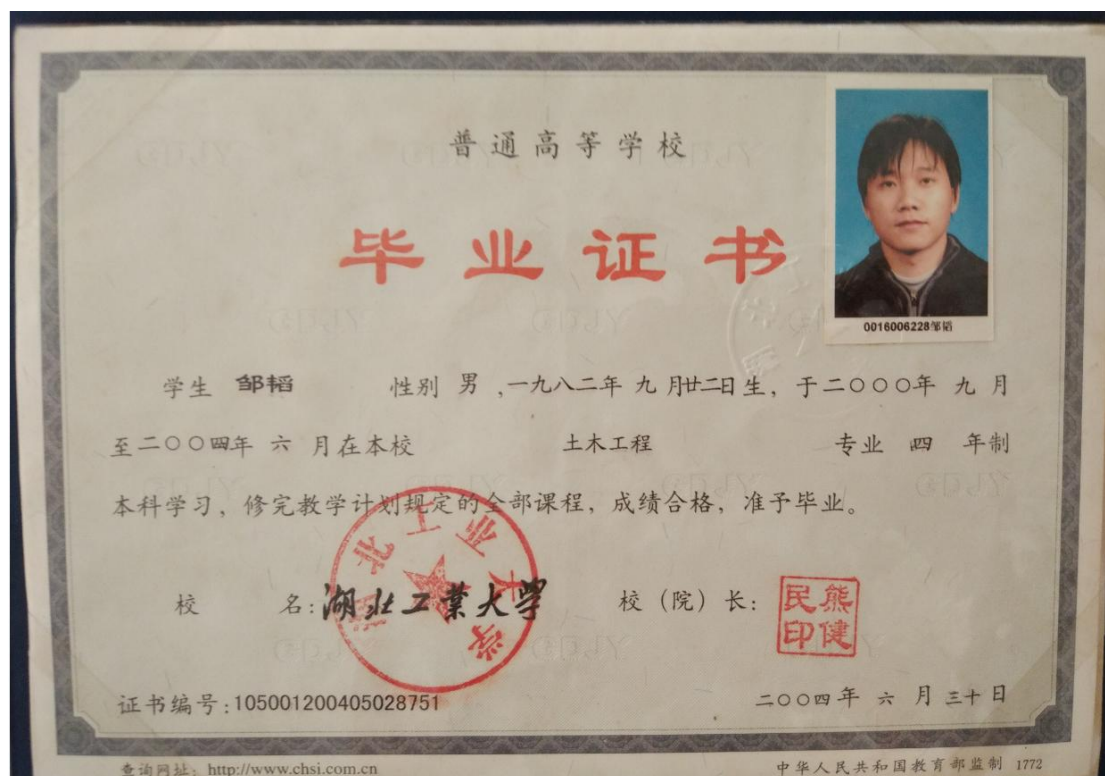 普通高等学校
毕业证书
0016006228邹韬
学生 邹韬 性别 男 ,一九八二年 九 月廿二日生, 于二〇〇〇年 九 月
至二〇〇四年 六 月在本校 土木工程 专业 四 年制
本科学习, 修完教学计划规定的全部课程, 成绩合格, 准予毕业。
校 名: 湖北工業大學 校(院)长: 熊健民印
湖北工业大学
证书编号:105001200405028751 二〇〇四年 六 月 三十日
查询网址: http://www.chsi.com.cn 中华人民共和国教育部监制 1772